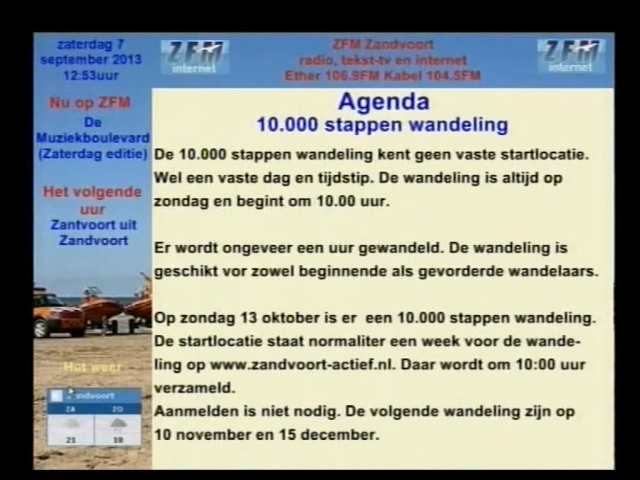 zaterdag 7
september 2013
12:53uur
ZFM
internet
ZFM Zandvoort
radio, tekst-tv en internet
Ether 106.9FM Kabel 104.5FM
ZFM
internet
Nu op ZFM
De
Muziekboulevard
(Zaterdag editie)
Het volgende
uur
Zantvoort uit
Zandvoort
Het weer
ZA ZO
21
Agenda
10.000 stappen wandeling
De 10.000 stappen wandeling kent geen vaste startlocatie.
Wel een vaste dag en tijdstip. De wandeling is altijd op
zondag en begint om 10.00 uur.
Er wordt ongeveer een uur gewandeld. De wandeling is
geschikt vor zowel beginnende als gevorderde wandelaars.
Op zondag 13 oktober is er een 10.000 stappen wandeling.
De startlocatie staat normaliter een week voor de wande-
ling op www.zandvoort-actief.nl. Daar wordt om 10:00 uur
verzameld.
Aanmelden is niet nodig. De volgende wandeling zijn op
10 november en 15 december.